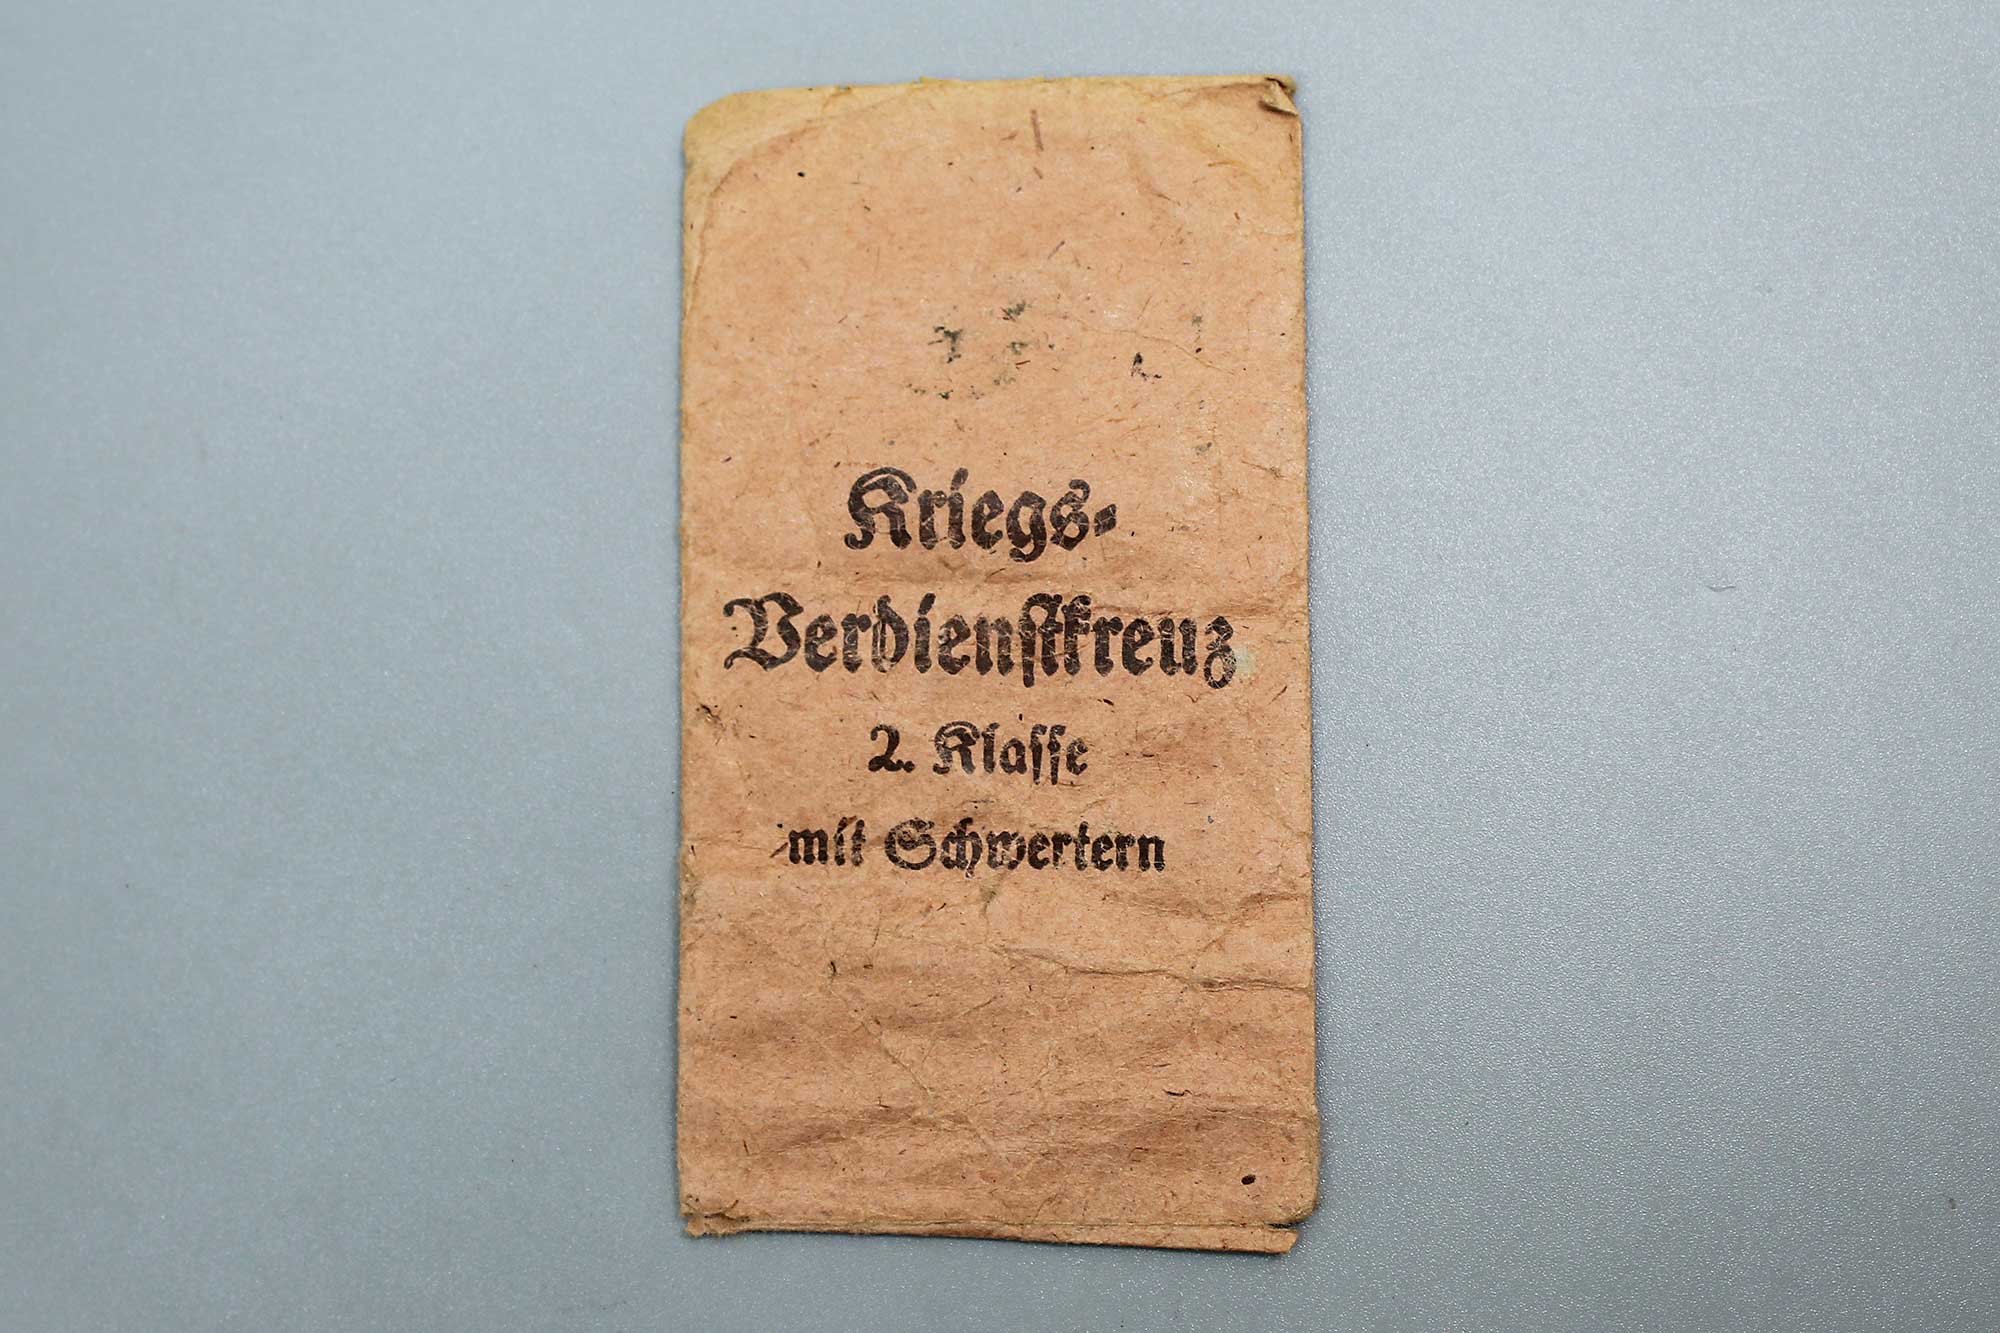 Kriegs-
Verdienstkreuz
2. Klasse
mit Schwertern